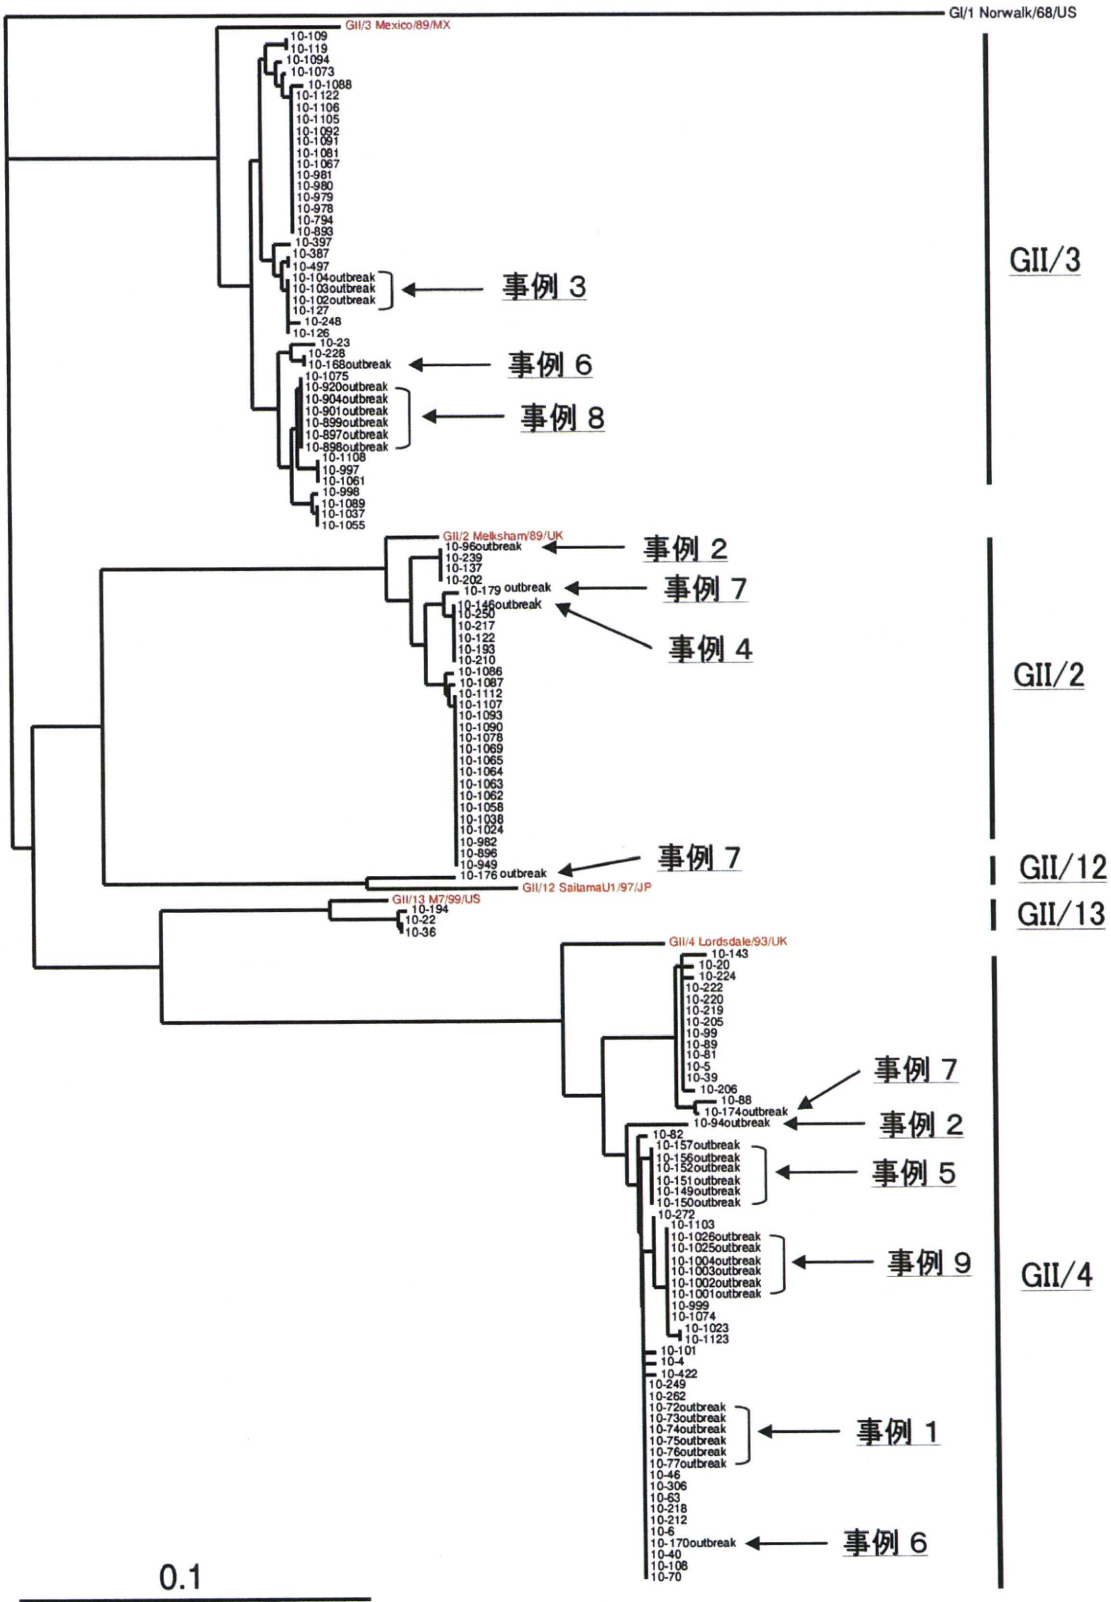 GI/1 Norwalk/68/US
GII/3 Mexico/89/MX
10-109
10-119
10-1094
10-1073
10-1088
10-1122
10-1106
10-1105
10-1092
10-1091
10-1081
10-1067
10-981
10-980
10-979
10-978
10-794
10-893
10-397
10-387
10-497
10-104outbreak
10-103outbreak
事例 3
GII/3
10-102outbreak
10-127
10-248
10-126
10-23
10-228
10-168outbreak
事例 6
10-1075
10-920outbreak
10-904outbreak
10-901outbreak
事例 8
10-899outbreak
10-897outbreak
10-898outbreak
10-1108
10-997
10-1061
10-998
10-1089
10-1037
10-1055
GII/2 Melksham/89/UK
10-96outbreak
事例 2
10-239
10-137
10-202
10-179 outbreak
事例 7
10-146outbreak
10-250
10-217
10-122
10-193
事例 4
10-210
10-1086
GII/2
10-1087
10-1112
10-1107
10-1093
10-1090
10-1078
10-1069
10-1065
10-1064
10-1063
10-1062
10-1058
10-1038
10-1024
10-982
10-896
10-949
事例 7
10-176 outbreak
GII/12
GII/12 SaitamaU1/97/JP
GII/13 M7/99/US
10-194
10-22
GII/13
10-36
GII/4 Lordsdale/93/UK
10-143
10-20
10-224
10-222
10-220
10-219
10-205
10-99
10-89
10-81
10-5
10-39
事例 7
10-206
10-88
10-174outbreak
10-94outbreak
事例 2
10-82
10-157outbreak
10-156outbreak
10-152outbreak
事例 5
10-151outbreak
10-149outbreak
10-150outbreak
10-272
10-1103
10-1026outbreak
10-1025outbreak
10-1004outbreak
事例 9
10-1003outbreak
GII/4
10-1002outbreak
10-1001outbreak
10-999
10-1074
10-1023
10-1123
10-101
10-4
10-422
10-249
10-262
10-72outbreak
10-73outbreak
10-74outbreak
事例 1
10-75outbreak
10-76outbreak
10-77outbreak
10-46
10-306
10-63
10-218
10-212
10-6
10-170outbreak
事例 6
10-40
10-108
10-70
0.1